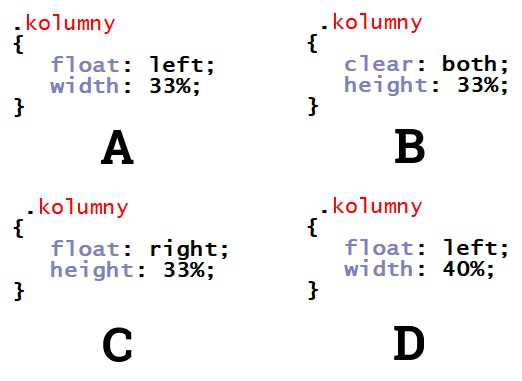 .kolumny
{
   float: left;
   width: 33%;
}
A
.kolumny
{
   clear: both;
   height: 33%;
}
B
.kolumny
{
   float: right;
   height: 33%;
}
C
.kolumny
{
   float: left;
   width: 40%;
}
D